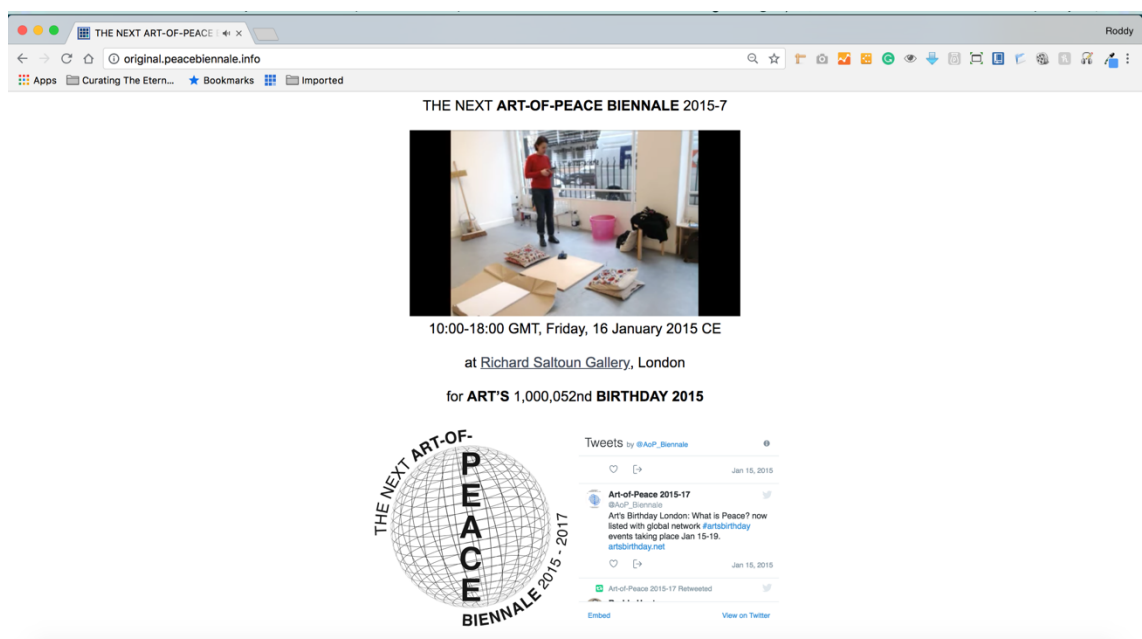 THE NEXT ART-OF-PEACE
Roddy
original.peacebiennale.info
Apps
Curating The Etern...
Bookmarks
Imported
THE NEXT ART-OF-PEACE BIENNALE 2015-7
10:00-18:00 GMT, Friday, 16 January 2015 CE
at Richard Saltoun Gallery, London
for ART'S 1,000,052nd BIRTHDAY 2015
THE NEXT ART-OF-
PEACE
BIENNALE 2015 - 2017
Tweets by @AoP_Biennale
Jan 15, 2015
Art-of-Peace 2015-17
@AoP_Biennale
Art's Birthday London: What is Peace? now
listed with global network #artsbirthday
events taking place Jan 15-19.
artsbirthday.net
Jan 15, 2015
Art-of-Peace 2015-17 Retweeted
Embed
View on Twitter